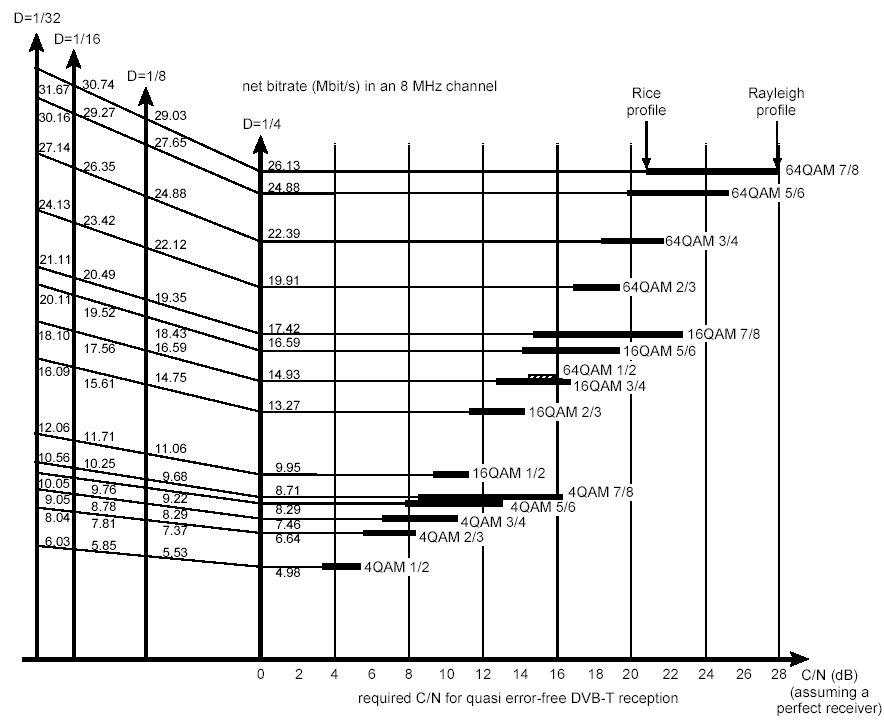 D=1/32
D=1/16
D=1/8
net bitrate (Mbit/s) in an 8 MHz channel
D=1/4
Rice profile
Rayleigh profile
31.67 30.74 29.03 26.13 64QAM 7/8
30.16 29.27 27.65 24.88 64QAM 5/6
27.14 26.35 24.88 22.39 64QAM 3/4
24.13 23.42 22.12 19.91 64QAM 2/3
21.11 20.49 19.35 17.42 16QAM 7/8
20.11 19.52 18.43 16.59 16QAM 5/6
64QAM 1/2
18.10 17.56 16.59 14.93 16QAM 3/4
16.09 15.61 14.75 13.27 16QAM 2/3
12.06 11.71 11.06 9.95 16QAM 1/2
10.56 10.25 9.68 8.71 4QAM 7/8
10.05 9.76 9.22 8.29 4QAM 5/6
9.05 8.78 8.29 7.46 4QAM 3/4
8.04 7.81 7.37 6.64 4QAM 2/3
6.03 5.85 5.53 4.98 4QAM 1/2
0 2 4 6 8 10 12 14 16 18 20 22 24 26 28 C/N (dB)
required C/N for quasi error-free DVB-T reception
(assuming a
perfect receiver)